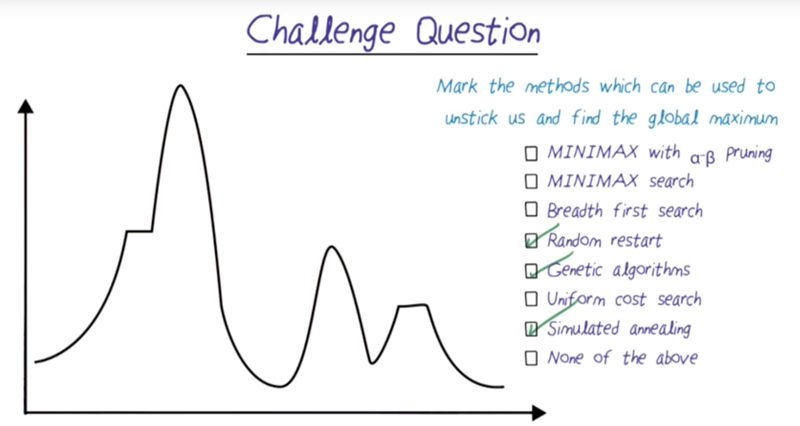 Challenge Question
Mark the methods which can be used to
unstick us and find the global maximum
MINIMAX with α-β pruning
MINIMAX search
Breadth first search
Random restart
Genetic algorithms
Uniform cost search
Simulated annealing
None of the above